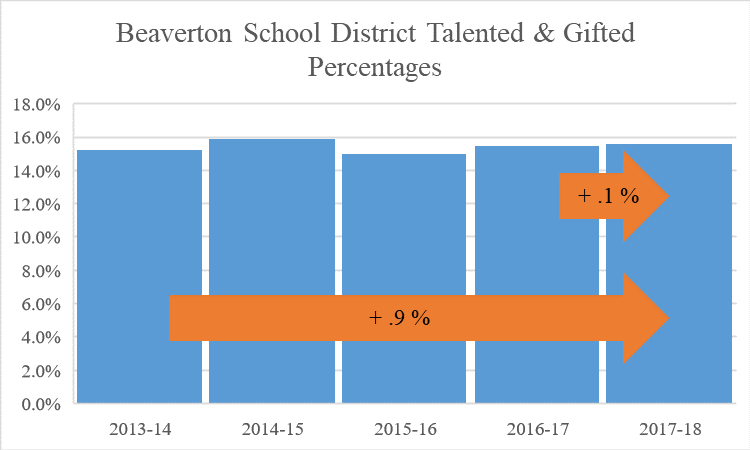 Beaverton School District Talented & Gifted
Percentages
18.0%
16.0%
14.0%
12.0%
10.0%
8.0%
6.0%
4.0%
2.0%
0.0%
+ .1 %
+ .9 %
2013-14 2014-15 2015-16 2016-17 2017-18